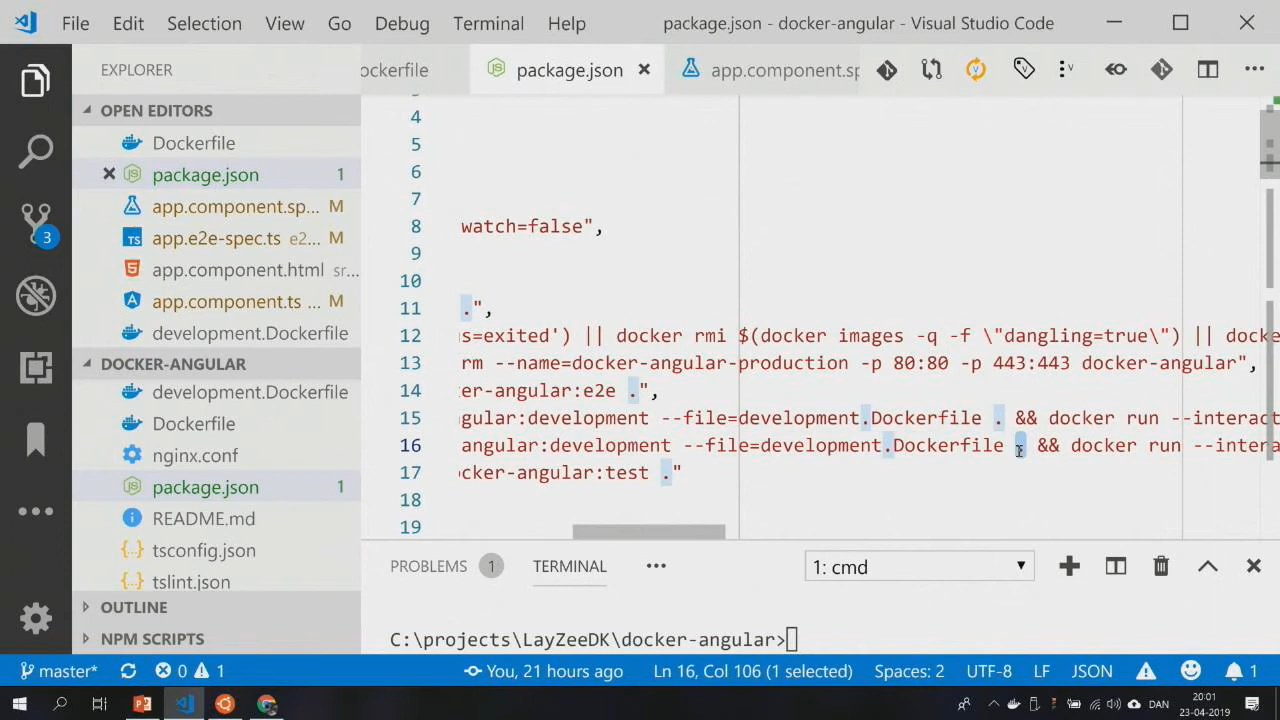 File Edit Selection View Go Debug Terminal Help package.json - docker-angular - Visual Studio Code
EXPLORER
ockerfile package.json app.component.sp
OPEN EDITORS
Dockerfile
package.json 1
app.component.sp... M
app.e2e-spec.ts e2... M
app.component.html sr...
app.component.ts ... M
development.Dockerfile
DOCKER-ANGULAR
development.Dockerfile
Dockerfile
nginx.conf
package.json 1
README.md
tsconfig.json
tslint.json
OUTLINE
NPM SCRIPTS
3
4
5
6
7
8 watch=false",
9
10
11 .",
12 s=exited') || docker rmi $(docker images -q -f \"dangling=true\") || docke
13 rm --name=docker-angular-production -p 80:80 -p 443:443 docker-angular",
14 er-angular:e2e .",
15 gular:development --file=development.Dockerfile . && docker run --interact
16 angular:development --file=development.Dockerfile . && docker run --intera
17 ocker-angular:test ."
18
19
PROBLEMS 1 TERMINAL ... 1: cmd
C:\projects\LayZeeDK\docker-angular>
master* 0 1 You, 21 hours ago Ln 16, Col 106 (1 selected) Spaces: 2 UTF-8 LF JSON 1
DAN 20:01
23-04-2019